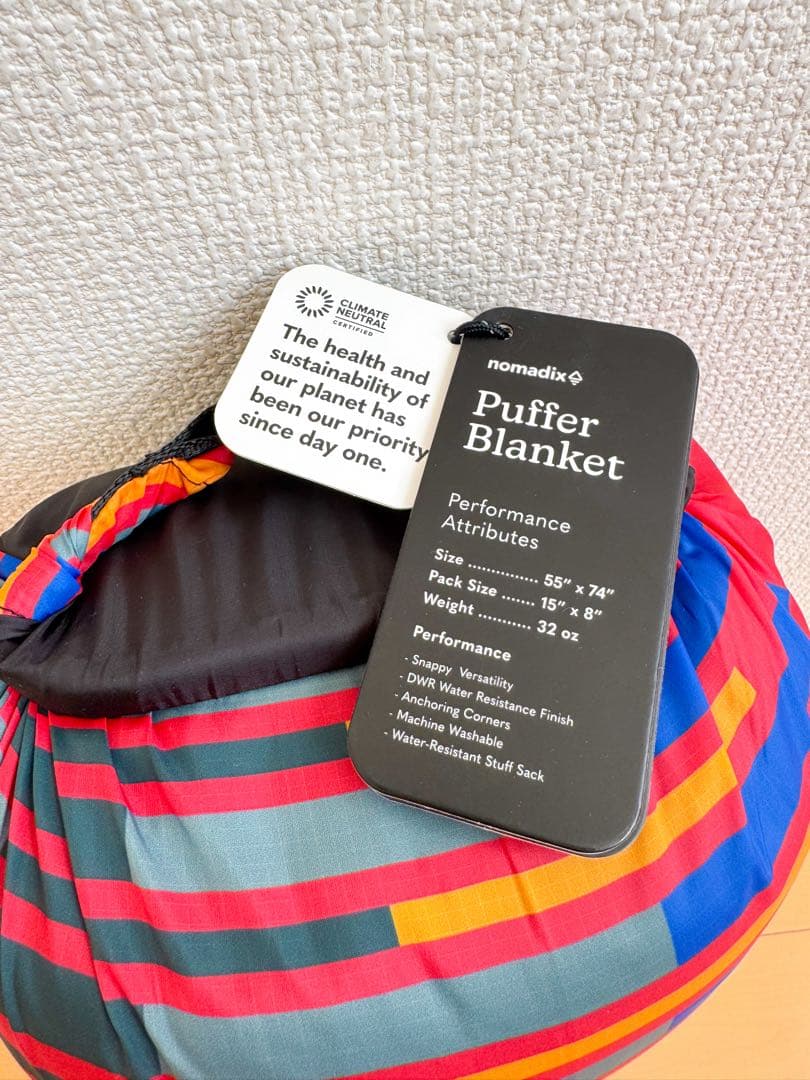 CLIMATE
NEUTRAL
CERTIFIED
The health and
sustainability of
our planet has
been our priority
since day one.
nomadix
Puffer
Blanket
Performance
Attributes
Size ............... 55" x 74"
Pack Size ....... 15" x 8"
Weight ........... 32 oz
Performance
- Snappy Versatility
- DWR Water Resistance Finish
- Anchoring Corners
- Machine Washable
- Water-Resistant Stuff Sack